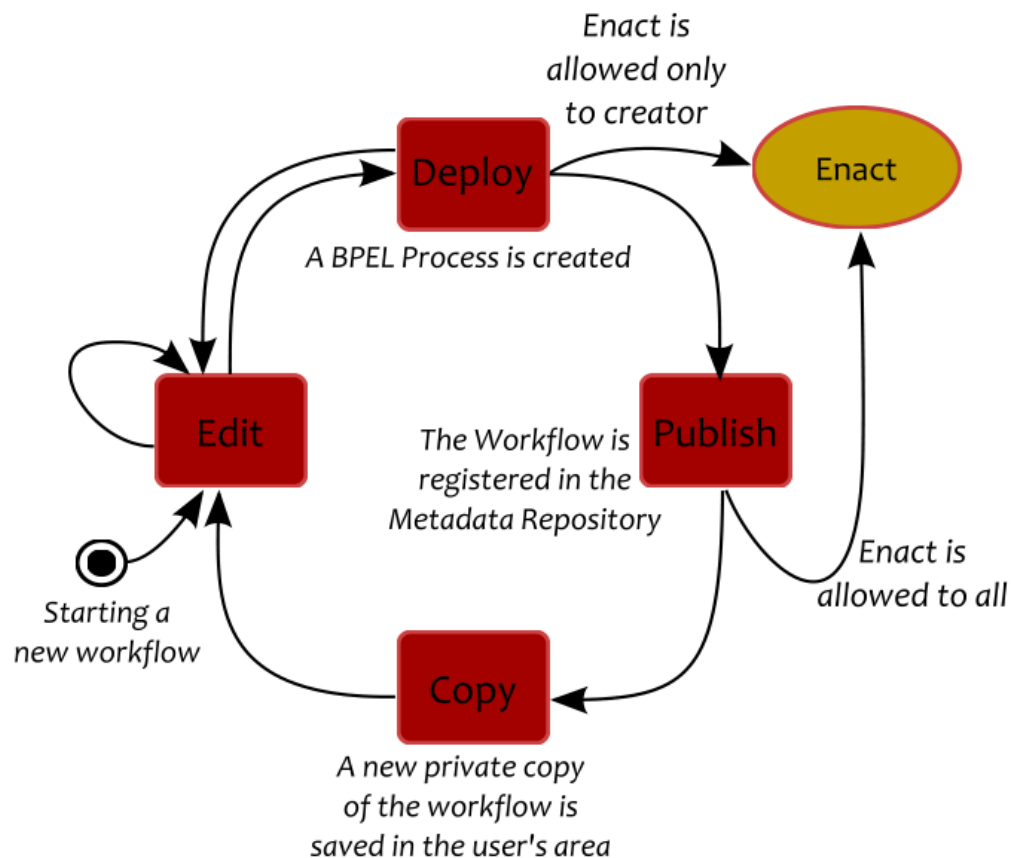 Enact is
allowed only
to creator
Deploy
Enact
A BPEL Process is created
Edit
The Workflow is
registered in the
Metadata Repository
Publish
Enact is
allowed to all
Starting a
new workflow
Copy
A new private copy
of the workflow is
saved in the user's area